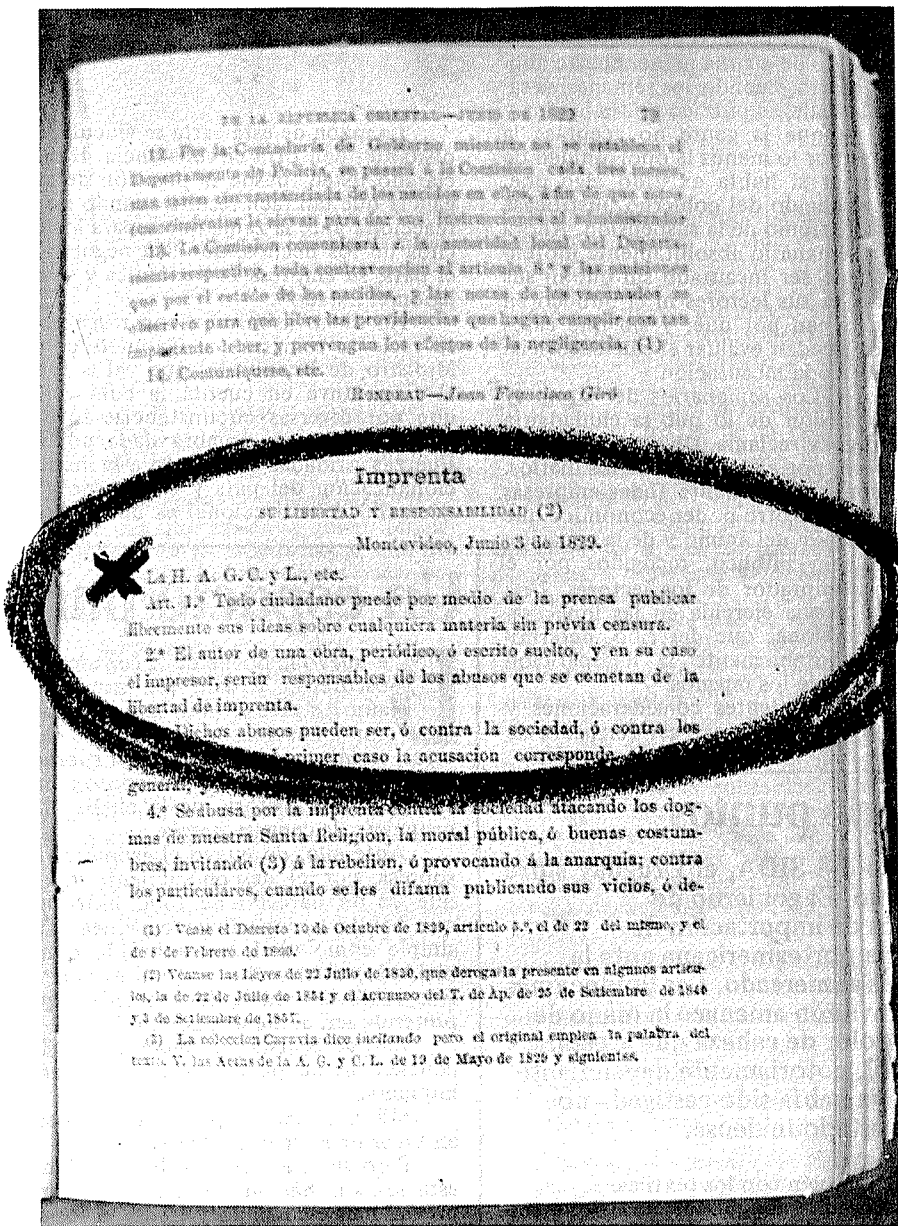 DE LA REPUBLICA ORIENTAL—JUNIO DE 1829 79
12. Por la Contaduría de Gobierno mientras no se establece el
Departamento de Policía, se pasará á la Comision cada tres meses,
una razon circunstanciada de los nacidos en ellos, á fin de que estos
conocimientos le sirvan para dar sus instrucciones al administrador
13. La Comision comunicará á la autoridad local del Departa-
mento respectivo, toda contravencion al artículo 8.º y las omisiones
que por el estado de los nacidos, y las notas de los vacunados se
observen para que libre las providencias que hagan cumplir con tan
importante deber, y prevengan los efectos de la negligencia. (1)
14. Comuníquese, etc.
RONDEAU—Juan Francisco Giró
Imprenta
SU LIBERTAD Y RESPONSABILIDAD (2)
Montevideo, Junio 3 de 1829.
La H. A. G. C. y L., etc.
Art. 1.º Todo ciudadano puede por medio de la prensa publicar
libremente sus ideas sobre cualquiera materia sin prévia censura.
2.º El autor de una obra, periódico, ó escrito suelto, y en su caso
el impresor, serán responsables de los abusos que se cometan de la
libertad de imprenta.
Dichos abusos pueden ser, ó contra la sociedad, ó contra los
primer caso la acusacion corresponde
general, y
4.º Se abusa por la imprenta contra la sociedad atacando los dog-
mas de nuestra Santa Religion, la moral pública, ó buenas costum-
bres, invitando (3) á la rebelion, ó provocando á la anarquia; contra
los particuláres, cuando se les difama publicando sus vicios, ó de-
(1) Véase el Decreto 10 de Octubre de 1829, artículo 5.º, el de 22 del mismo, y el
de 8 de Febrero de
(2) Veanse las Leyes de 22 Julio de 1830, que deroga la presente en algunos artícu-
los, la de 22 de Julio de 1854 y el ACUERDO del T. de Ap. de 25 de Setiembre de 1846
y 3 de Setiembre de 1857.
(3) La coleccion Caravia dice incitando pero el original emplea la palabra del
texto. V. las Actas de la A. G. y C. L. de 19 de Mayo de 1829 y siguientes.